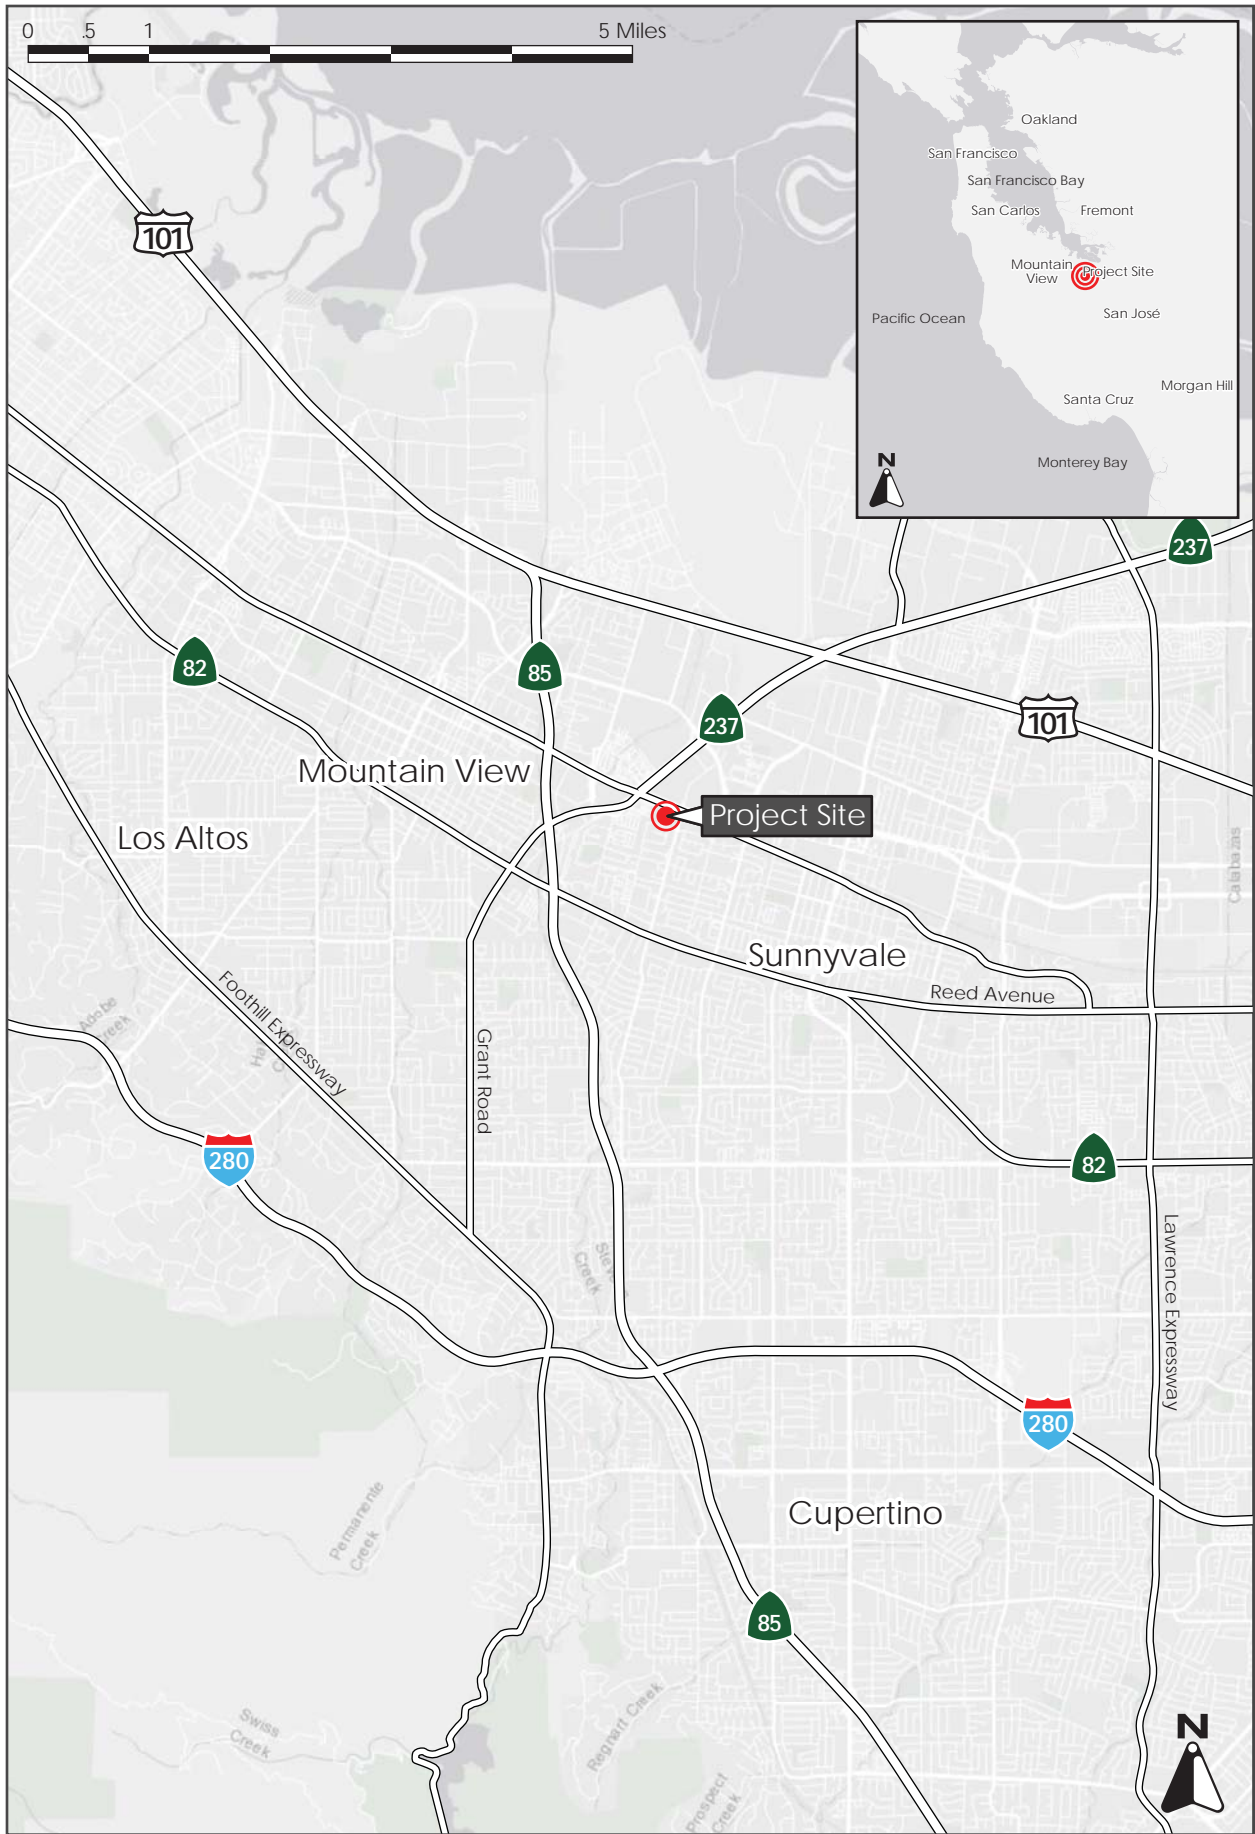 0 .5 1 5 Miles
Oakland
San Francisco
San Francisco Bay
San Carlos
Fremont
Mountain
View
Project Site
San José
Pacific Ocean
Morgan Hill
Santa Cruz
Monterey Bay
N
101
237
82
85
237
101
Mountain View
Project Site
Los Altos
Calabazas
Sunnyvale
Reed Avenue
Foothill Expressway
Adobe
Creek
Grant Road
280
82
Lawrence Expressway
Creek
280
Permanente
Creek
Cupertino
85
Swiss
Creek
Regnart Creek
Prospect
Creek
N